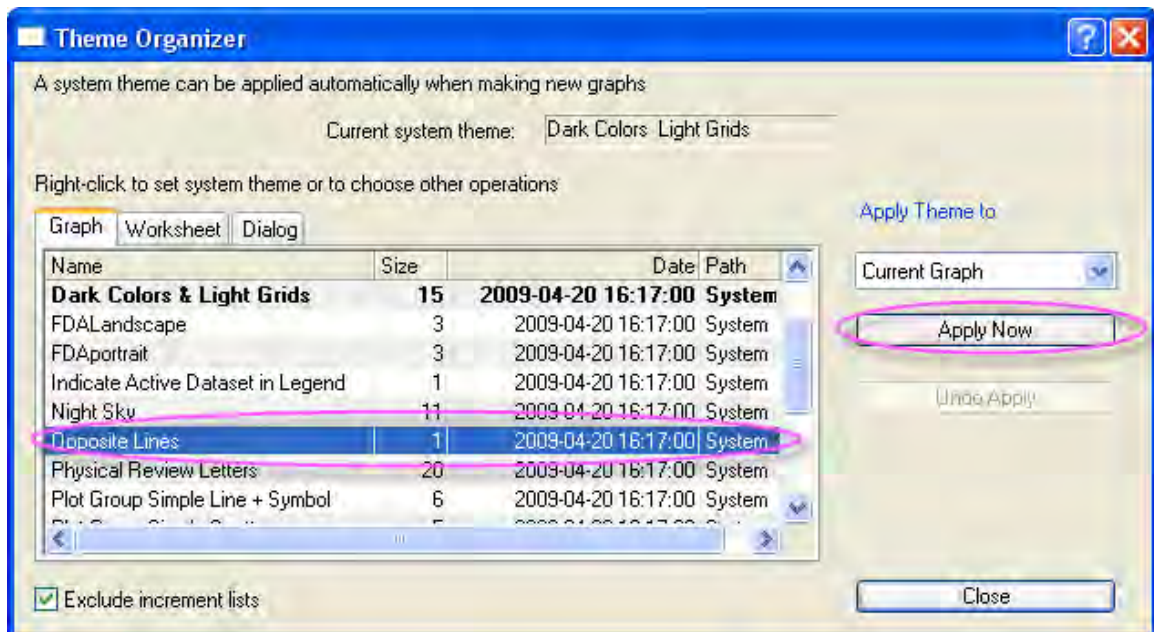 Theme Organizer
A system theme can be applied automatically when making new graphs
Current system theme: Dark Colors Light Grids
Right-click to set system theme or to choose other operations
Graph Worksheet Dialog
Name Size Date Path
Dark Colors & Light Grids 15 2009-04-20 16:17:00 System
FDALandscape 3 2009-04-20 16:17:00 System
FDAportrait 3 2009-04-20 16:17:00 System
Indicate Active Dataset in Legend 1 2009-04-20 16:17:00 System
Night Sky 11 2009-04-20 16:17:00 System
Opposite Lines 1 2009-04-20 16:17:00 System
Physical Review Letters 20 2009-04-20 16:17:00 System
Plot Group Simple Line + Symbol 6 2009-04-20 16:17:00 System
Exclude increment lists
Apply Theme to
Current Graph
Apply Now
Undo Apply
Close